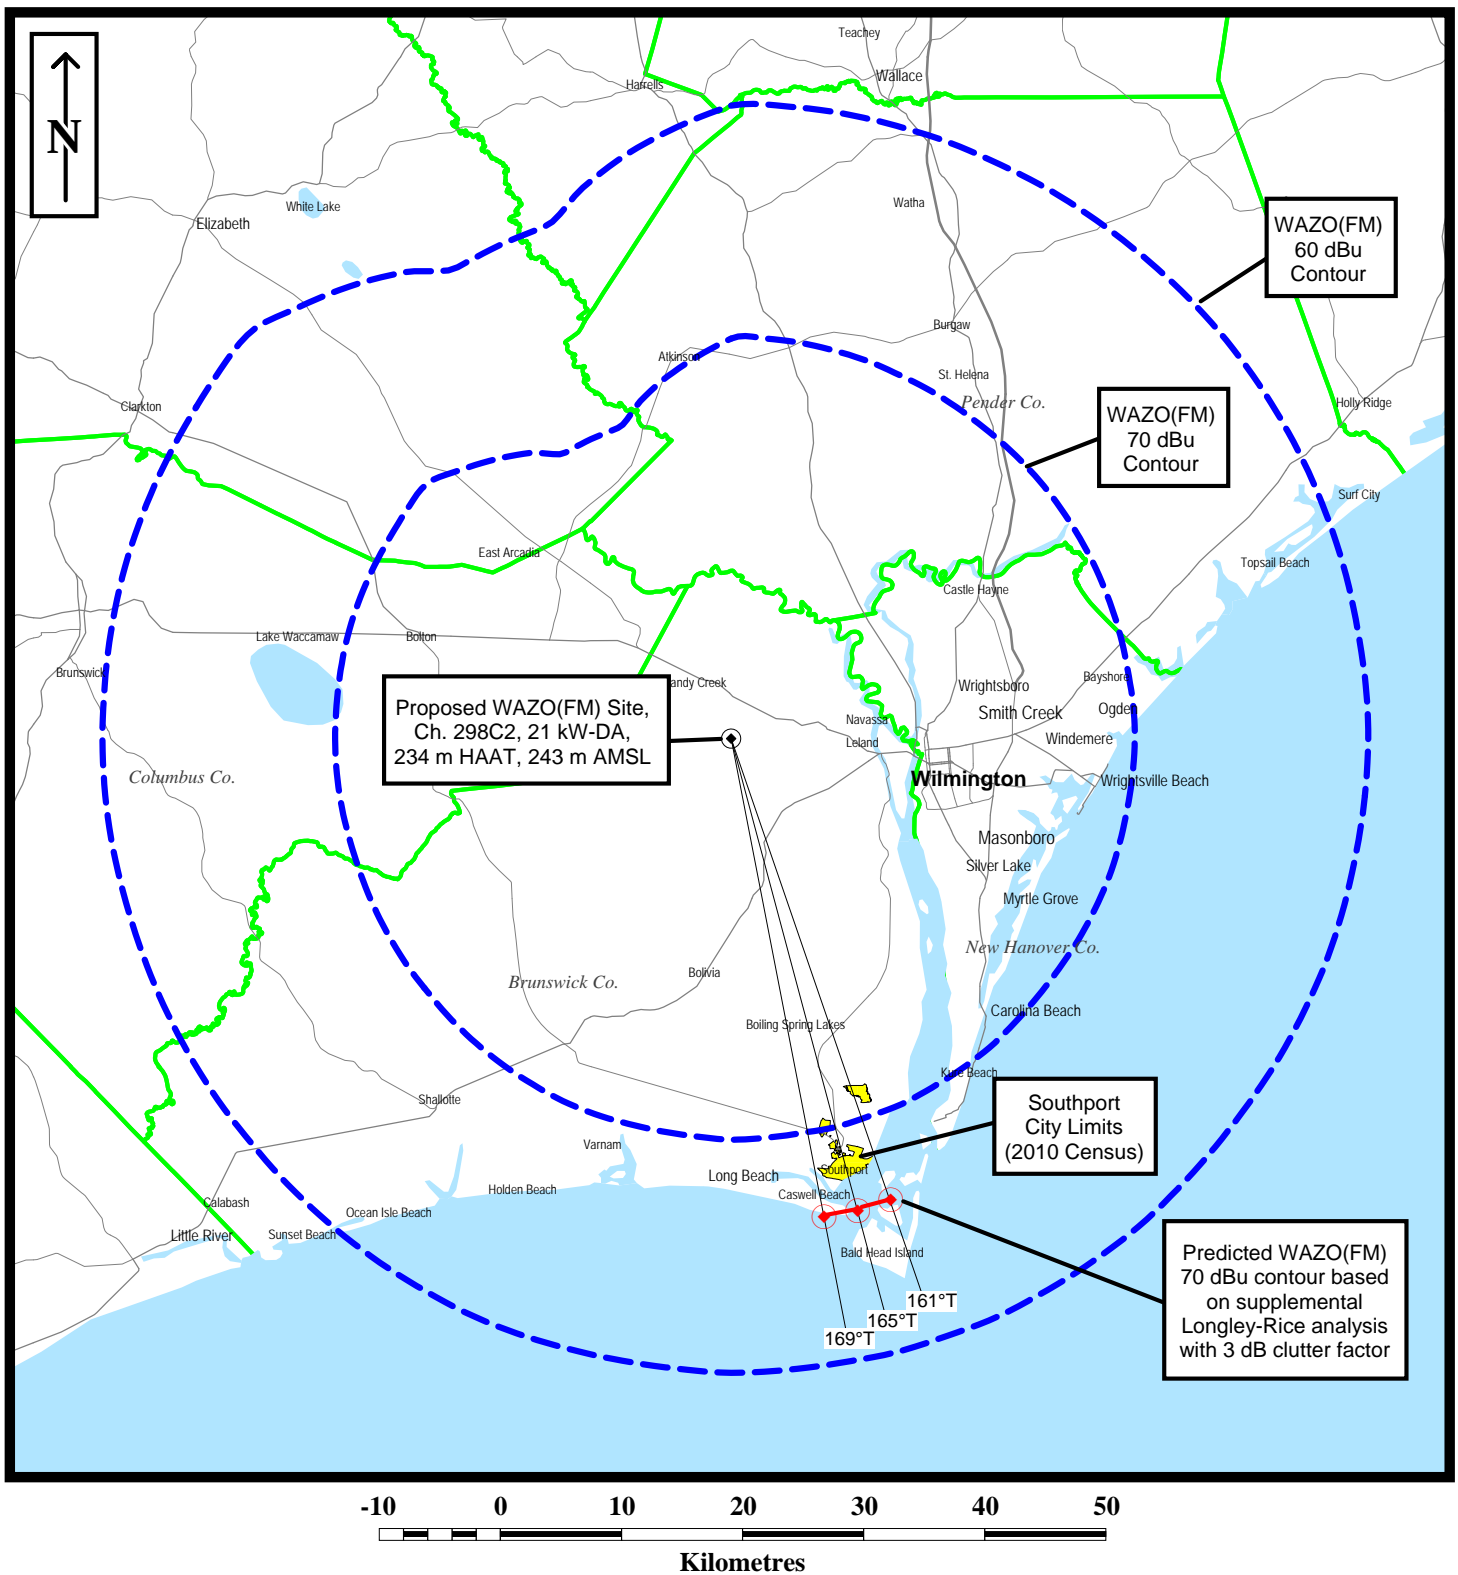 Teachey
Wallace
Harrells
N
White Lake
Elizabeth
Watha
WAZO(FM)
60 dBu
Contour
Burgaw
Atkinson
St. Helena
Pender Co.
Clarkton
Holly Ridge
WAZO(FM)
70 dBu
Contour
Surf City
East Arcadia
Topsail Beach
Castle Hayne
Lake Waccamaw
Bolton
Brunswick
andy Creek
Bayshore
Wrightsboro
Smith Creek
Ogde
Proposed WAZO(FM) Site,
Ch. 298C2, 21 kW-DA,
234 m HAAT, 243 m AMSL
Navassa
Leland
Windemere
Columbus Co.
Wilmington
Wrightsville Beach
Masonboro
Silver Lake
Myrtle Grove
New Hanover Co.
Bolivia
Brunswick Co.
Boiling Spring Lakes
Carolina Beach
Kure Beach
Shallotte
Southport
City Limits
(2010 Census)
Varnam
Long Beach
Southport
Holden Beach
Caswell Beach
Calabash
Ocean Isle Beach
Little River
Sunset Beach
Bald Head Island
Predicted WAZO(FM)
70 dBu contour based
on supplemental
Longley-Rice analysis
with 3 dB clutter factor
161°T
165°T
169°T
-10 0 10 20 30 40 50
Kilometres